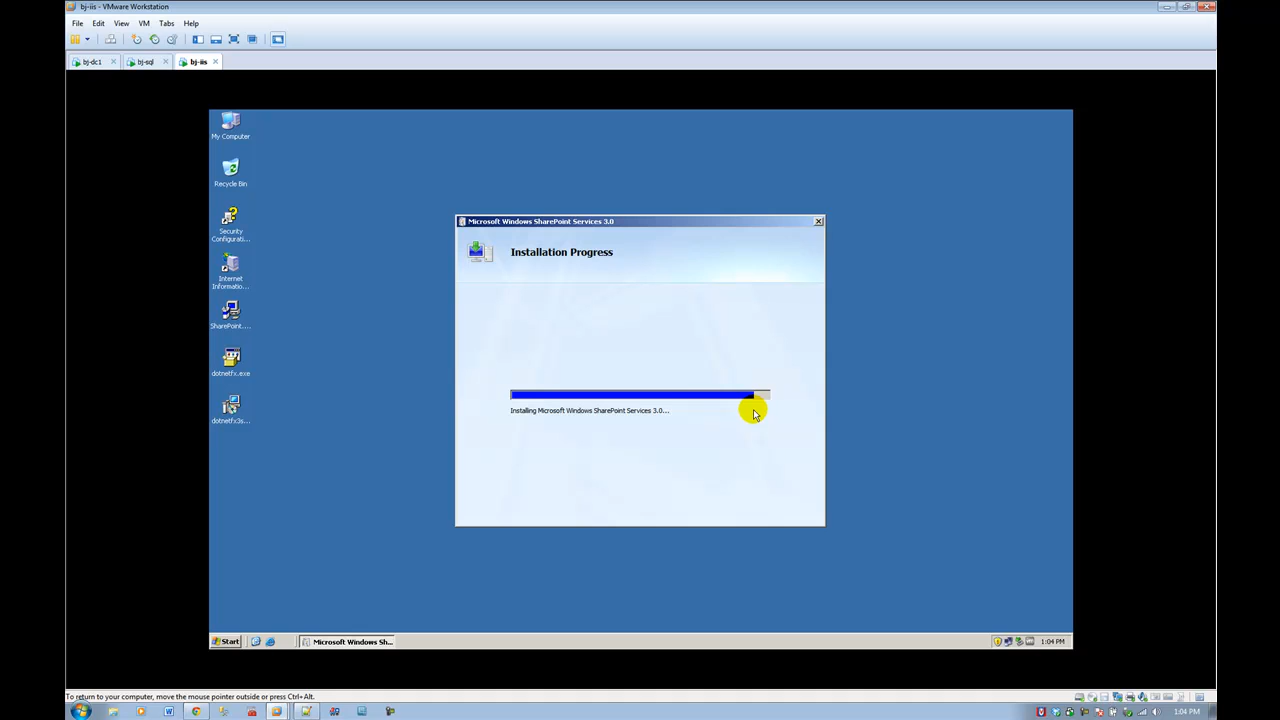 bj-iis - VMware Workstation
File Edit View VM Tabs Help
bj-dc1 bj-sql bj-iis
My Computer
Recycle Bin
Security
Configurati...
Internet
Informatio...
SharePoint....
dotnetfx.exe
dotnetfx3s...
Microsoft Windows SharePoint Services 3.0
Installation Progress
Installing Microsoft Windows SharePoint Services 3.0...
Start Microsoft Windows Sh... 1:04 PM
To return to your computer, move the mouse pointer outside or press Ctrl+Alt.
1:04 PM